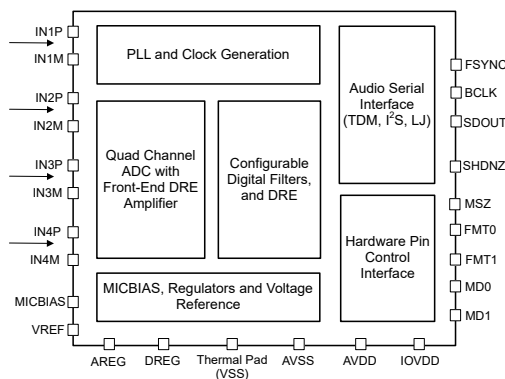 IN1P
IN1M
IN2P
IN2M
IN3P
IN3M
IN4P
IN4M
MICBIAS
VREF
PLL and Clock Generation
Quad Channel
ADC with
Front-End DRE
Amplifier
Configurable
Digital Filters,
and DRE
MICBIAS, Regulators and Voltage
Reference
Audio Serial
Interface
(TDM, I²S, LJ)
Hardware Pin
Control
Interface
FSYNC
BCLK
SDOUT
SHDNZ
MSZ
FMT0
FMT1
MD0
MD1
AREG
DREG
Thermal Pad
(VSS)
AVSS
AVDD
IOVDD